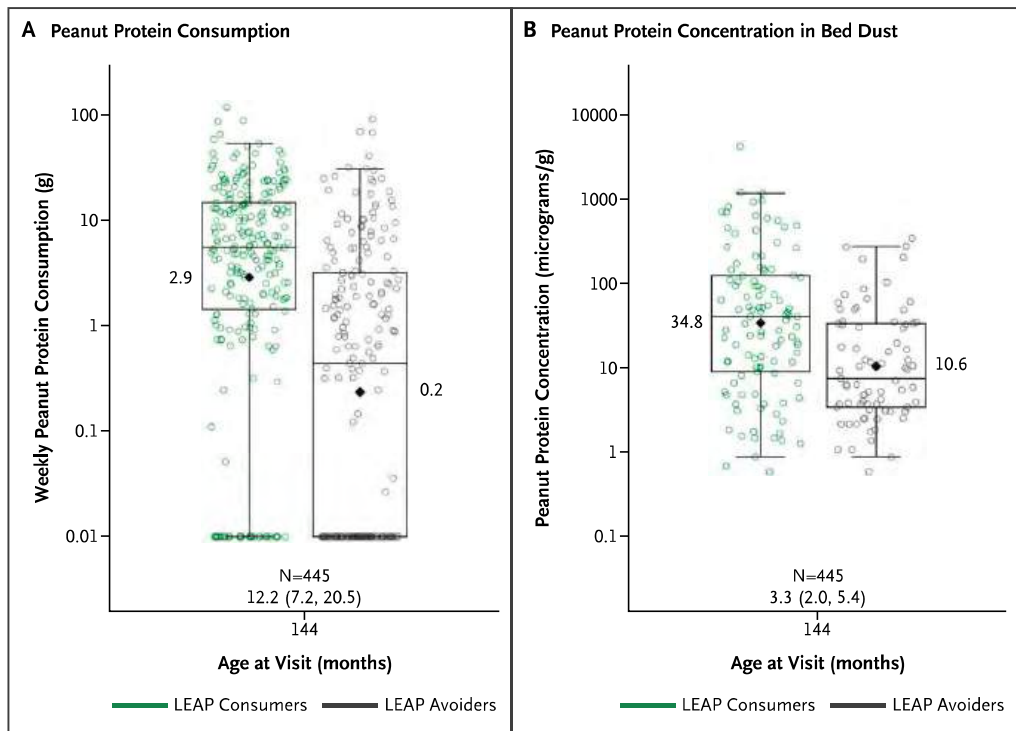 A Peanut Protein Consumption
Weekly Peanut Protein Consumption (g)
100
10
1
0.1
0.01
2.9
0.2
N=445
12.2 (7.2, 20.5)
144
Age at Visit (months)
LEAP Consumers LEAP Avoiders
B Peanut Protein Concentration in Bed Dust
Peanut Protein Concentration (micrograms/g)
10000
1000
100
10
1
0.1
34.8
10.6
N=445
3.3 (2.0, 5.4)
144
Age at Visit (months)
LEAP Consumers LEAP Avoiders